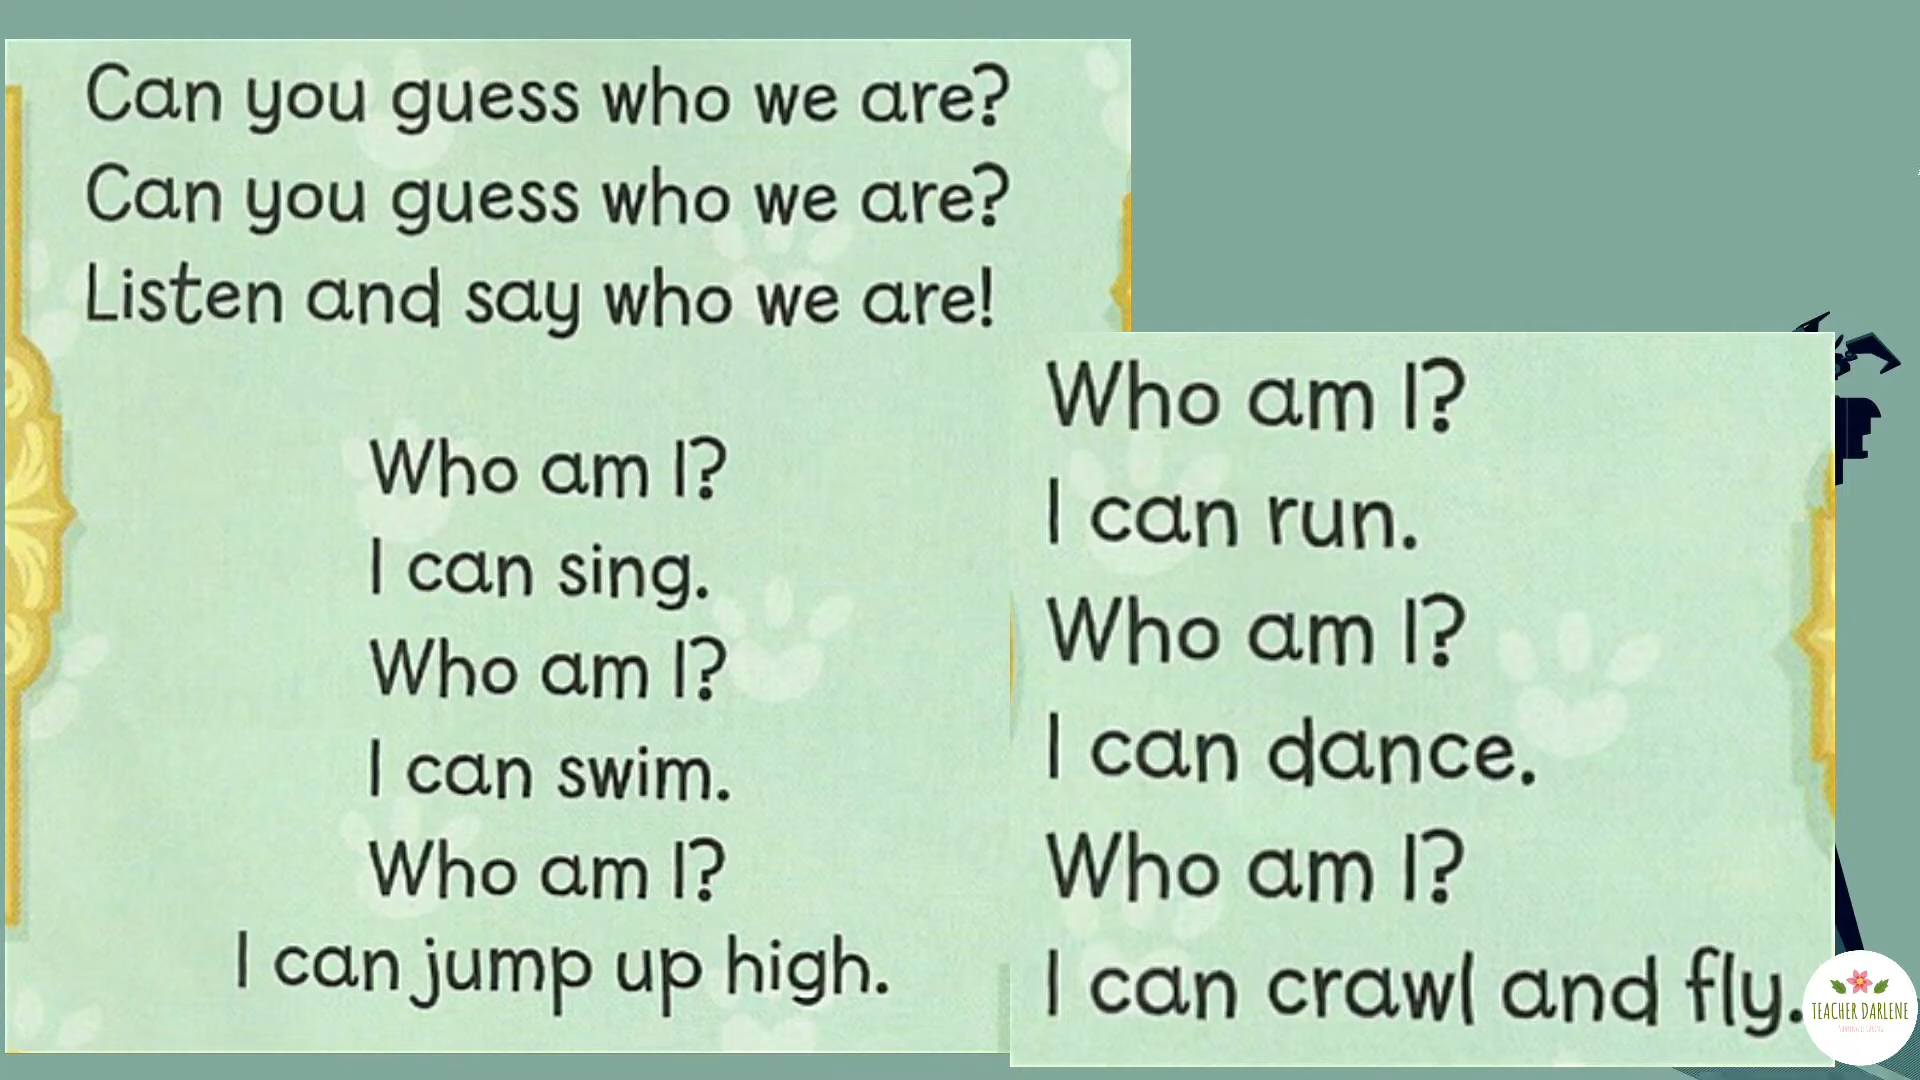 Can you guess who we are?
Can you guess who we are?
Listen and say who we are!
Who am I?
I can sing.
Who am I?
I can swim.
Who am I?
I can jump up high.
Who am I?
I can run.
Who am I?
I can dance.
Who am I?
I can crawl and fly.
TEACHER DARLENE